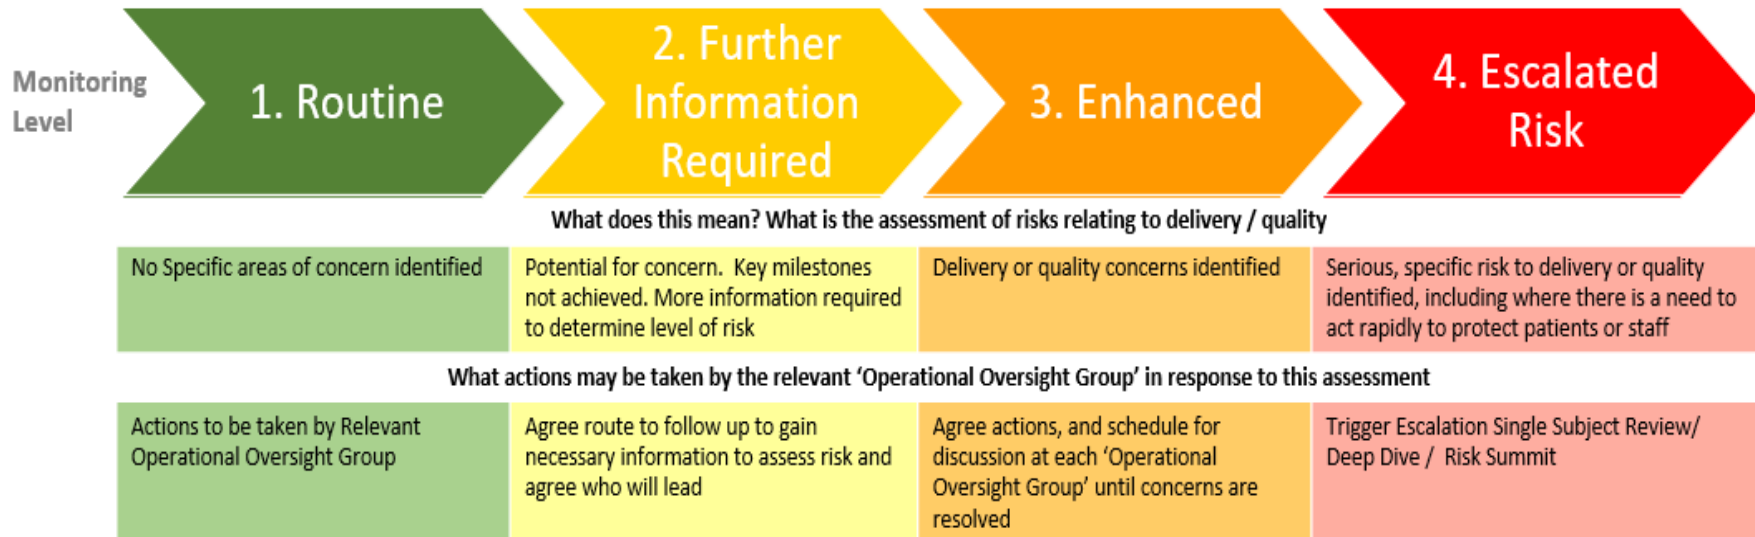 Monitoring
Level
1. Routine
2. Further
Information
Required
3. Enhanced
4. Escalated
Risk
What does this mean? What is the assessment of risks relating to delivery / quality
No Specific areas of concern identified
Potential for concern. Key milestones
not achieved. More information required
to determine level of risk
Delivery or quality concerns identified
Serious, specific risk to delivery or quality
identified, including where there is a need to
act rapidly to protect patients or staff
What actions may be taken by the relevant ‘Operational Oversight Group’ in response to this assessment
Actions to be taken by Relevant
Operational Oversight Group
Agree route to follow up to gain
necessary information to assess risk and
agree who will lead
Agree actions, and schedule for
discussion at each ‘Operational
Oversight Group’ until concerns are
resolved
Trigger Escalation Single Subject Review/
Deep Dive / Risk Summit